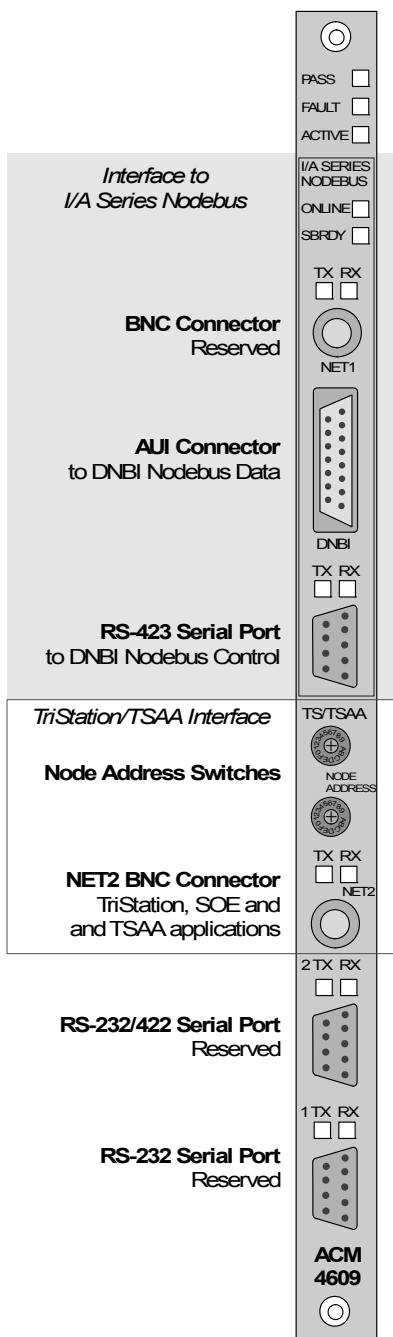 PASS
FAULT
ACTIVE
Interface to
I/A Series Nodebus
I/A SERIES
NODEBUS
ONLINE
SBRDY
TX RX
BNC Connector
Reserved
NET1
AUI Connector
to DNBI Nodebus Data
DNBI
TX RX
RS-423 Serial Port
to DNBI Nodebus Control
TriStation/TSAA Interface
TS/TSAA
Node Address Switches
0123456789ABCDEF
NODE
ADDRESS
0123456789ABCDEF
TX RX
NET2 BNC Connector
NET2
TriStation, SOE and
and TSAA applications
2 TX RX
RS-232/422 Serial Port
Reserved
1 TX RX
RS-232 Serial Port
Reserved
ACM
4609